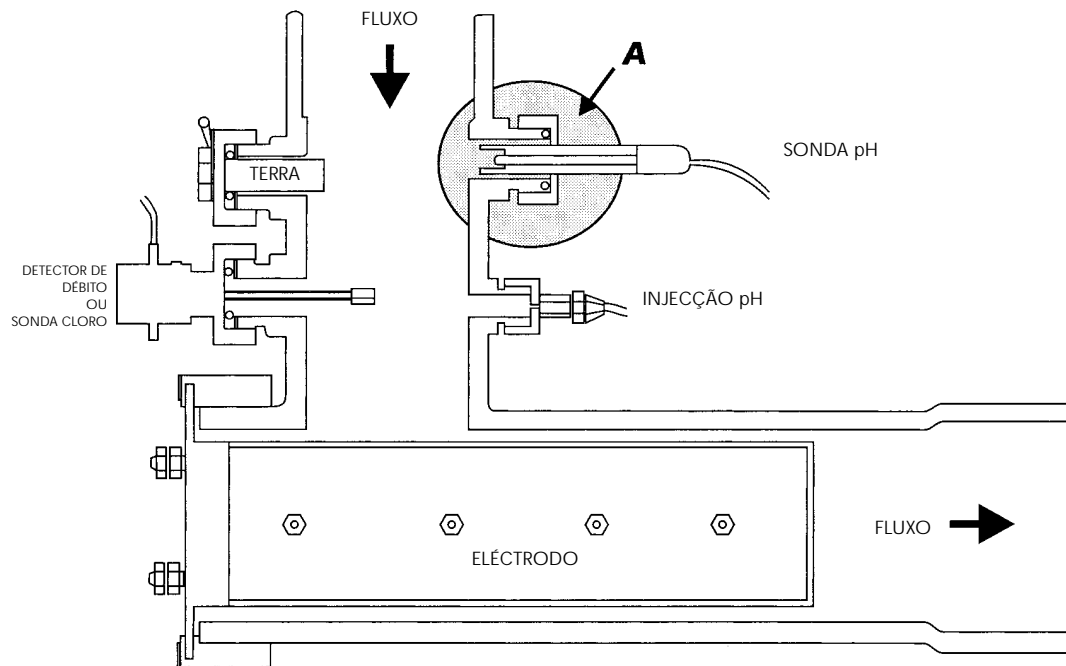 FLUXO
A
SONDA pH
TERRA
DETECTOR DE
DÉBITO
OU
SONDA CLORO
INJECÇÃO pH
FLUXO
ELÉCTRODO